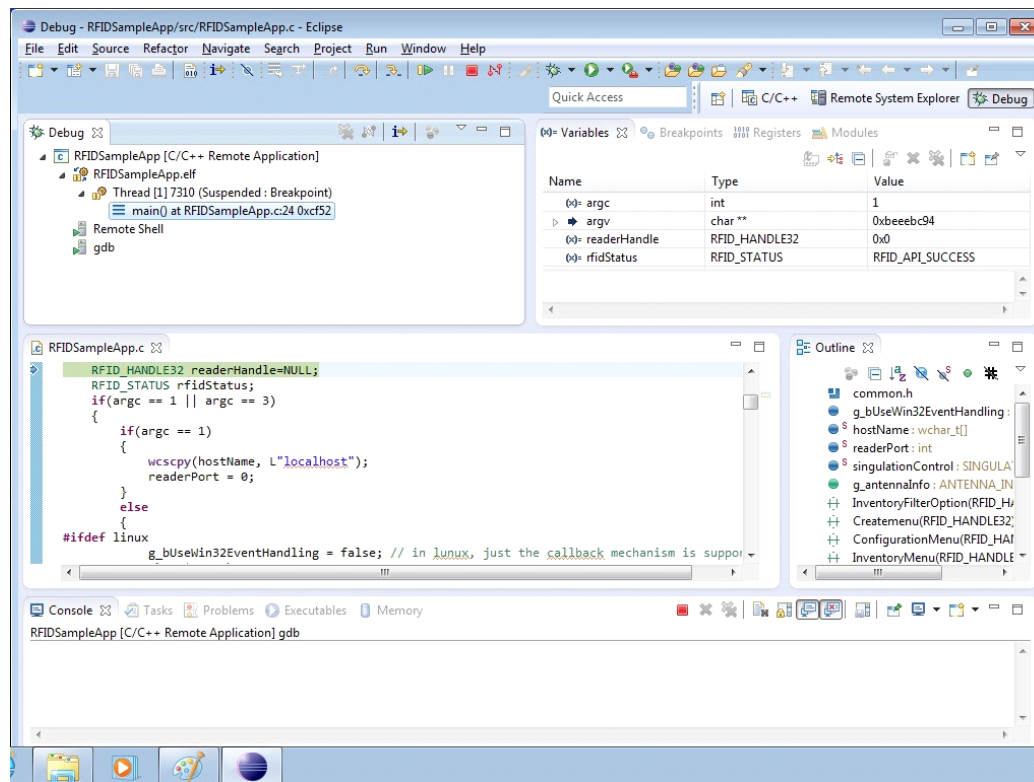 Debug - RFIDSampleApp/src/RFIDSampleApp.c - Eclipse
File Edit Source Refactor Navigate Search Project Run Window Help
Quick Access
C/C++
Remote System Explorer
Debug
Debug
RFIDSampleApp [C/C++ Remote Application]
RFIDSampleApp.elf
Thread [1] 7310 (Suspended : Breakpoint)
main() at RFIDSampleApp.c:24 0xcf52
Remote Shell
gdb
(x)= Variables Breakpoints Registers Modules
Name Type Value
(x)= argc int 1
argv char ** 0xbeeebc94
(x)= readerHandle RFID_HANDLE32 0x0
(x)= rfidStatus RFID_STATUS RFID_API_SUCCESS
RFIDSampleApp.c
RFID_HANDLE32 readerHandle=NULL;
RFID_STATUS rfidStatus;
if(argc == 1 || argc == 3)
{
if(argc == 1)
{
wcscpy(hostName, L"localhost");
readerPort = 0;
}
else
{
#ifdef linux
g_bUseWin32EventHandling = false; // in lunux, just the callback mechanism is suppor
Outline
common.h
g_bUseWin32EventHandling :
S hostName : wchar_t[]
S readerPort : int
S singulationControl : SINGULA
g_antennaInfo : ANTENNA_IN
InventoryFilterOption(RFID_HA
Createmenu(RFID_HANDLE32)
ConfigurationMenu(RFID_HAN
InventoryMenu(RFID_HANDLE
Console Tasks Problems Executables Memory
RFIDSampleApp [C/C++ Remote Application] gdb